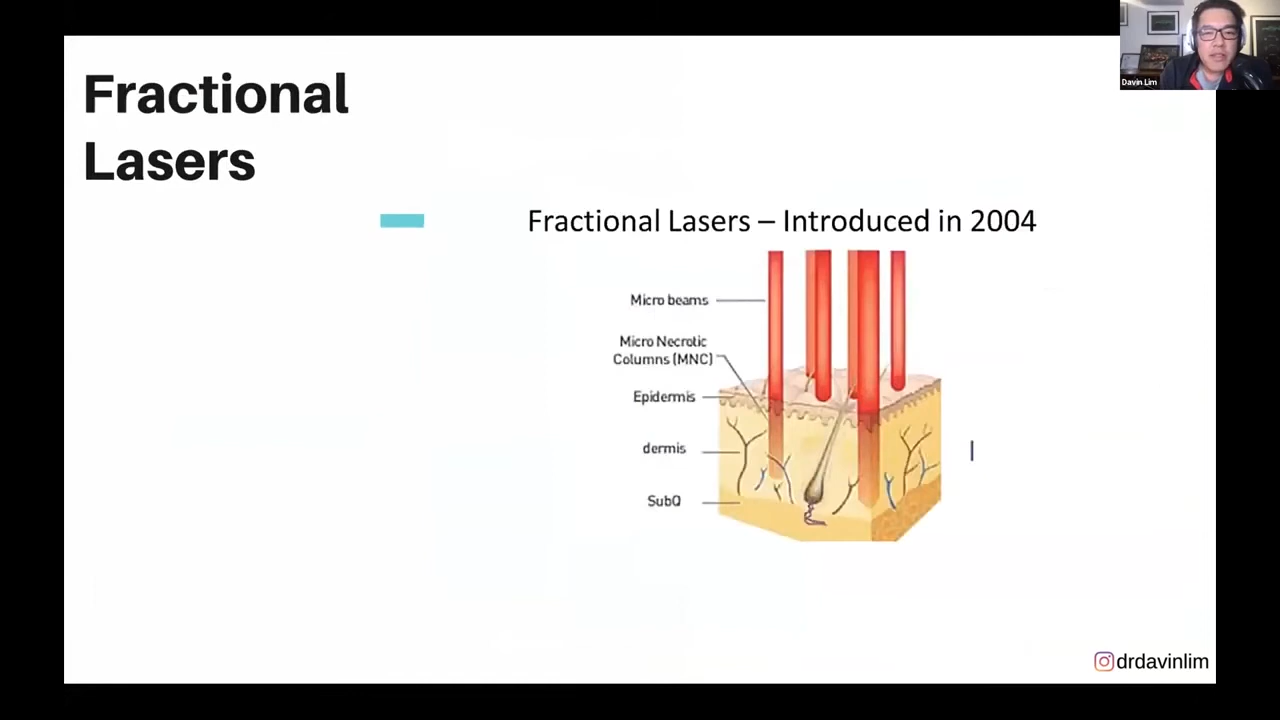 Fractional
Lasers
Davin Lim
Fractional Lasers – Introduced in 2004
Micro beams
Micro Necrotic
Columns (MNC)
Epidermis
dermis
SubQ
drdavinlim